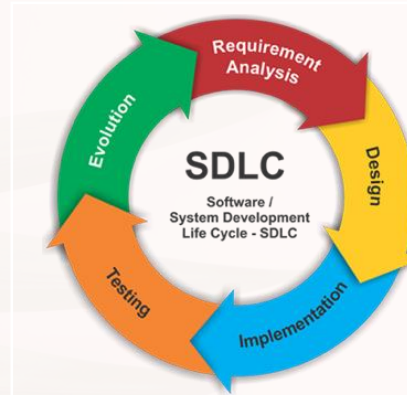 SDLC
Software /
System Development
Life Cycle - SDLC
Requirement
Analysis
Design
Implementation
Testing
Evolution